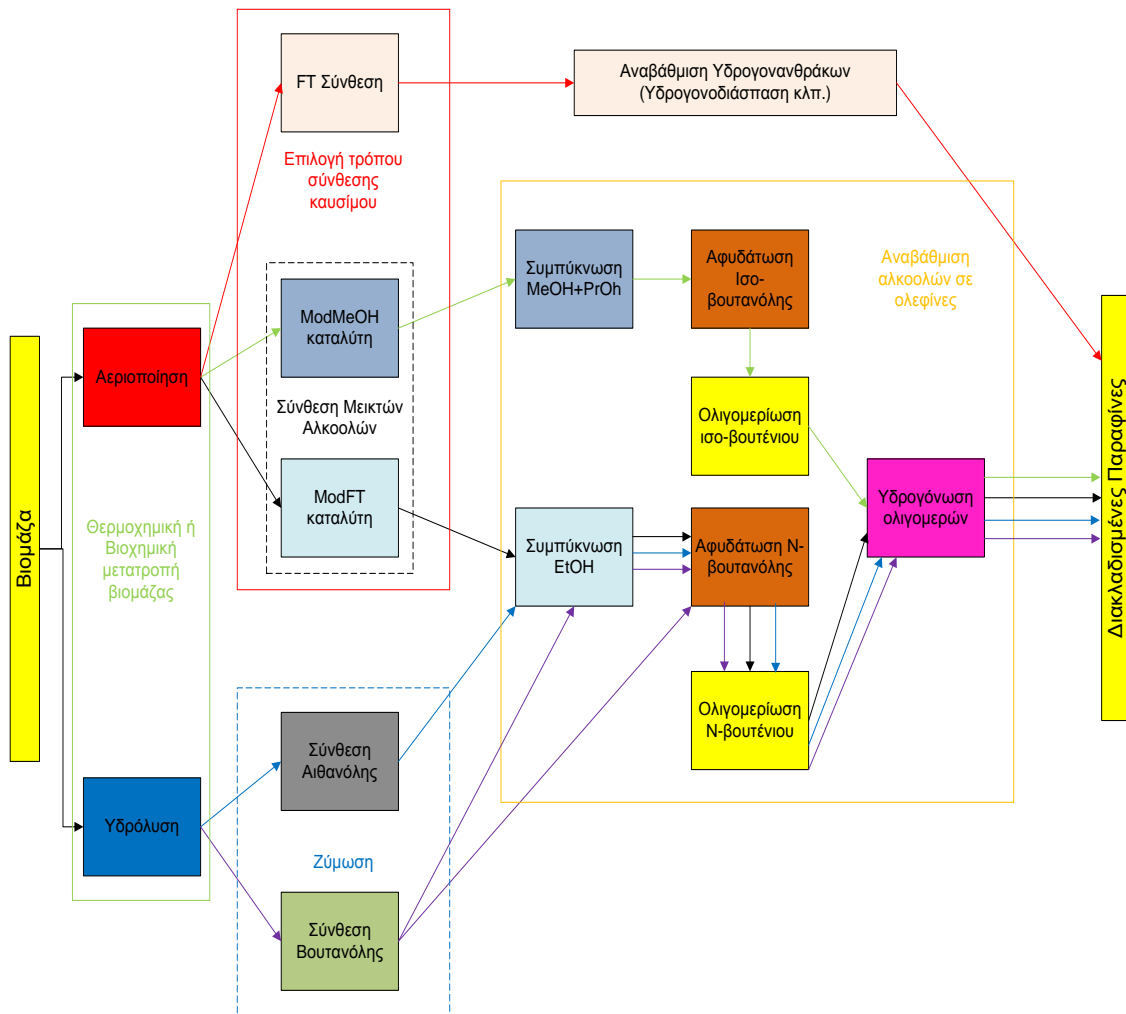 Βιομάζα
Αεριοποίηση
Θερμοχημική ή
Βιοχημική
μετατροπή
βιομάζας
Υδρόλυση
FT Σύνθεση
Επιλογή τρόπου
σύνθεσης
καυσίμου
ModMeOH
καταλύτη
Σύνθεση Μεικτών
Αλκοολών
ModFT
καταλύτη
Σύνθεση
Αιθανόλης
Ζύμωση
Σύνθεση
Βουτανόλης
Αναβάθμιση Υδρογονανθράκων
(Υδρογονοδιάσπαση κλπ.)
Συμπύκνωση
MeOH+PrOh
Αφυδάτωση
Ισο-
βουτανόλης
Αναβάθμιση
αλκοολών σε
ολεφίνες
Ολιγομερίωση
ισο-βουτένιου
Συμπύκνωση
EtOH
Αφυδάτωση Ν-
βουτανόλης
Ολιγομερίωση
Ν-βουτένιου
Υδρογόνωση
ολιγομερών
Διακλαδισμένες Παραφίνες